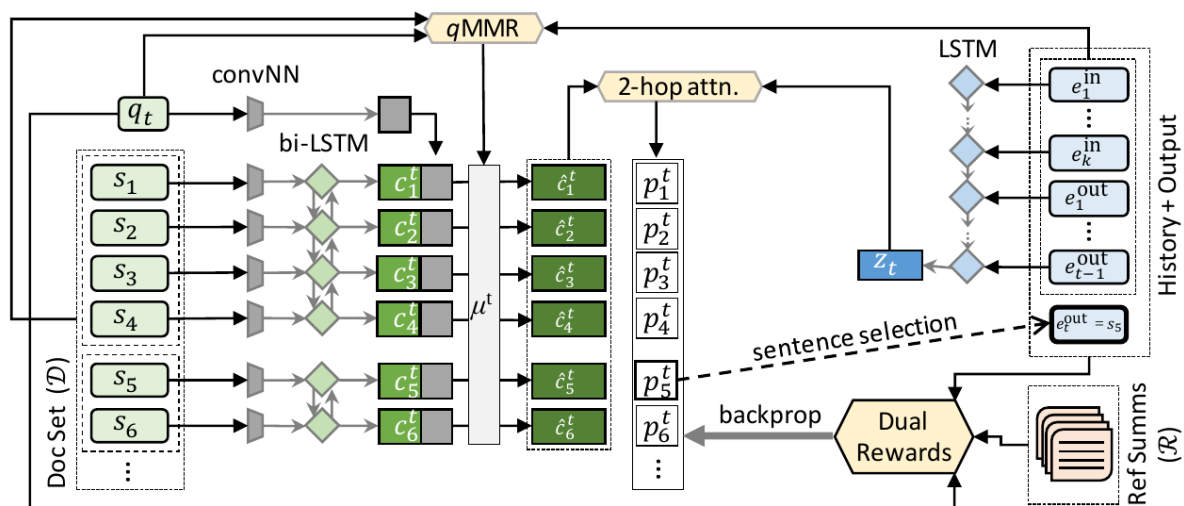 qMMR
LSTM
convNN
2-hop attn.
q_t
bi-LSTM
e_1^in
⋮
e_k^in
e_1^out
⋮
e_{t-1}^out
e_t^out = s_5
History + Output
s_1
s_2
s_3
s_4
s_5
s_6
⋮
Doc Set (𝒟)
c_1^t
c_2^t
c_3^t
c_4^t
c_5^t
c_6^t
μ^t
ĉ_1^t
ĉ_2^t
ĉ_3^t
ĉ_4^t
ĉ_5^t
ĉ_6^t
p_1^t
p_2^t
p_3^t
p_4^t
p_5^t
p_6^t
⋮
z_t
sentence selection
backprop
Dual
Rewards
Ref Summs
(ℛ)